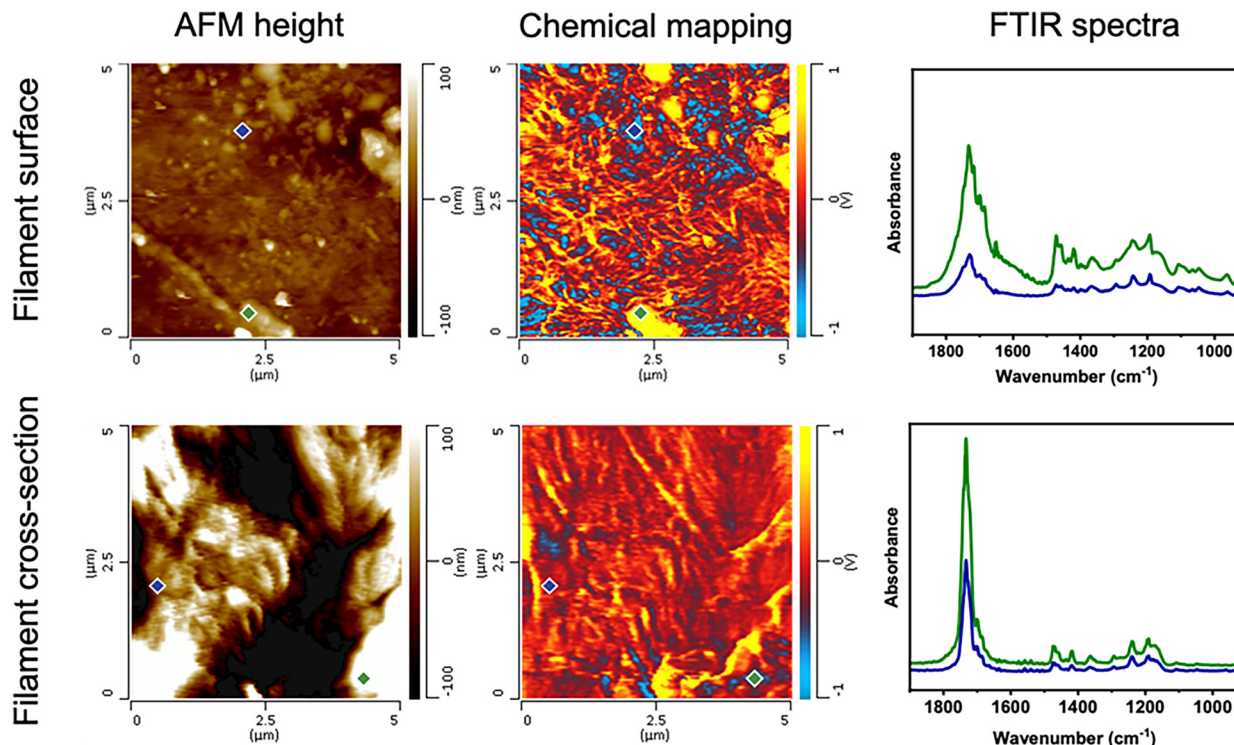 AFM height
Chemical mapping
FTIR spectra
Filament surface
5
2.5
0
(µm)
0
2.5
5
(µm)
100
0
-100
(nm)
5
2.5
0
(µm)
0
2.5
5
(µm)
1
0
-1
(V)
Absorbance
1800
1600
1400
1200
1000
Wavenumber (cm⁻¹)
Filament cross-section
5
2.5
0
(µm)
0
2.5
5
(µm)
100
0
-100
(nm)
5
2.5
0
(µm)
0
2.5
5
(µm)
1
0
-1
(V)
Absorbance
1800
1600
1400
1200
1000
Wavenumber (cm⁻¹)